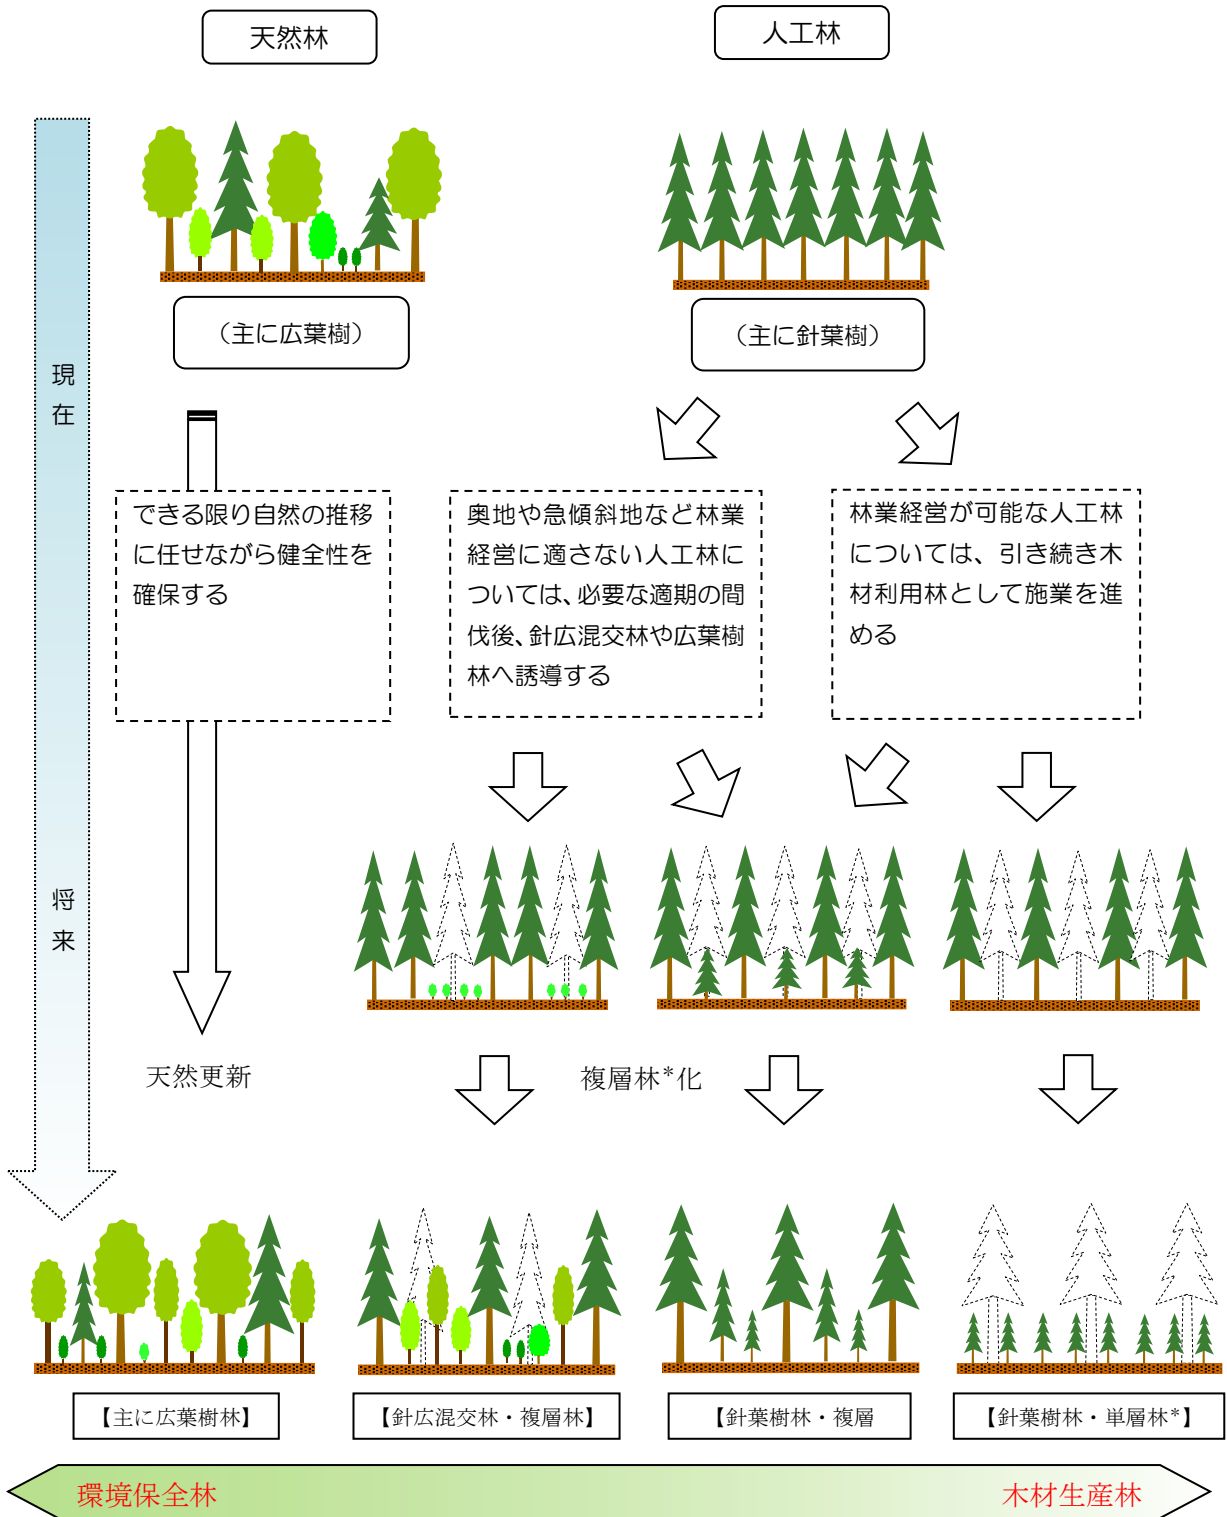 天然林
人工林
(主に広葉樹)
(主に針葉樹)
現在
できる限り自然の推移
に任せながら健全性を
確保する
奥地や急傾斜地など林業
経営に適さない人工林に
ついては、必要な適期の間
伐後、針広混交林や広葉樹
林へ誘導する
林業経営が可能な人工林
については、引き続き木
材利用林として施業を進
める
将来
天然更新
複層林*化
【主に広葉樹林】
【針広混交林・複層林】
【針葉樹林・複層
【針葉樹林・単層林*】
環境保全林
木材生産林